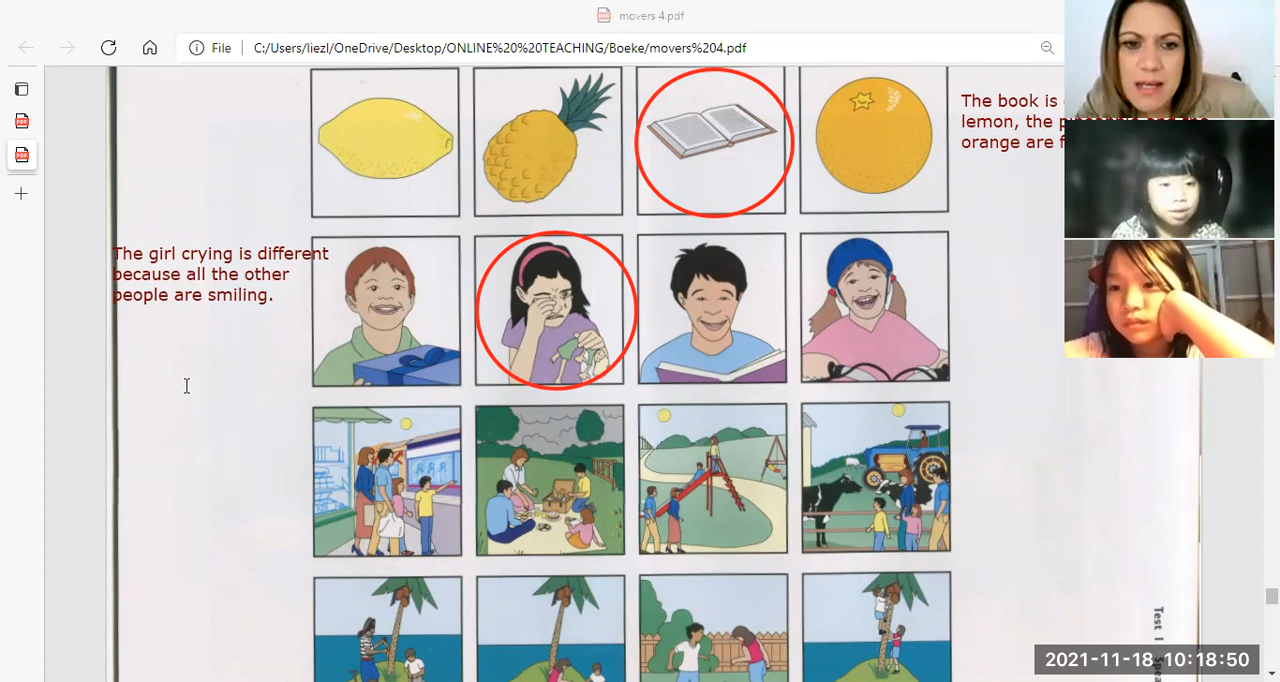 movers 4.pdf
File
C:/Users/liezl/OneDrive/Desktop/ONLINE%20%20TEACHING/Boeke/movers%204.pdf
The book is
lemon, the
orange are
The girl crying is different
because all the other
people are smiling.
Test 1
2021-11-18 10:18:50